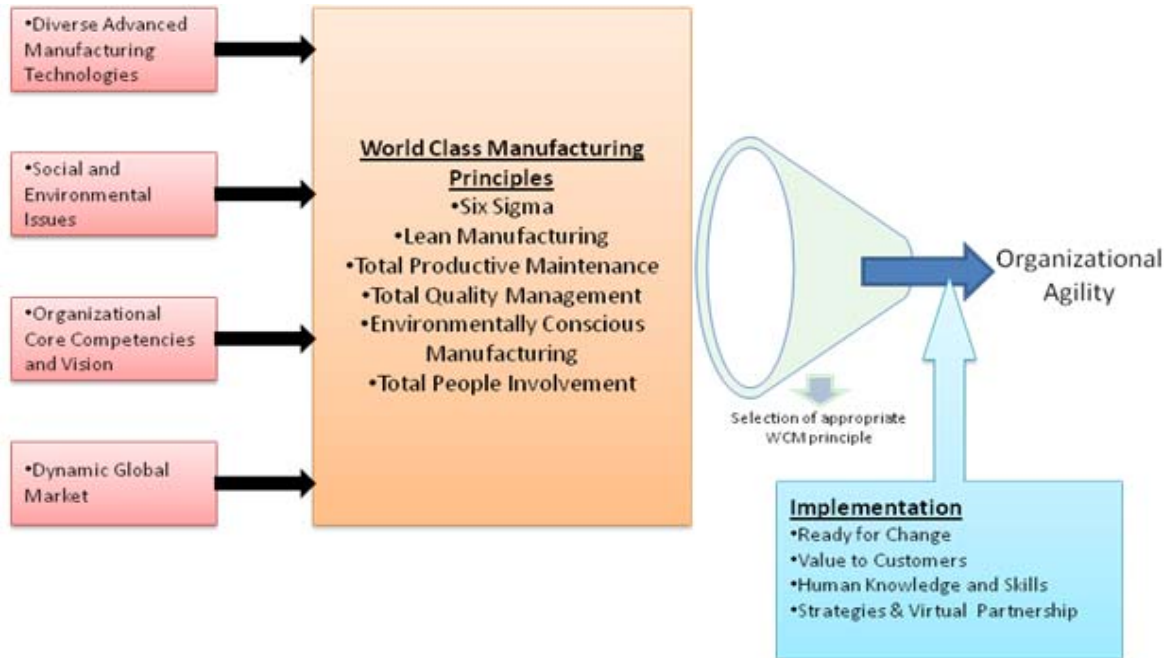 •Diverse Advanced
Manufacturing
Technologies
•Social and
Environmental
Issues
•Organizational
Core Competencies
and Vision
•Dynamic Global
Market
World Class Manufacturing
Principles
•Six Sigma
•Lean Manufacturing
•Total Productive Maintenance
•Total Quality Management
•Environmentally Conscious
Manufacturing
•Total People Involvement
Selection of appropriate
WCM principle
Organizational
Agility
Implementation
•Ready for Change
•Value to Customers
•Human Knowledge and Skills
•Strategies & Virtual Partnership